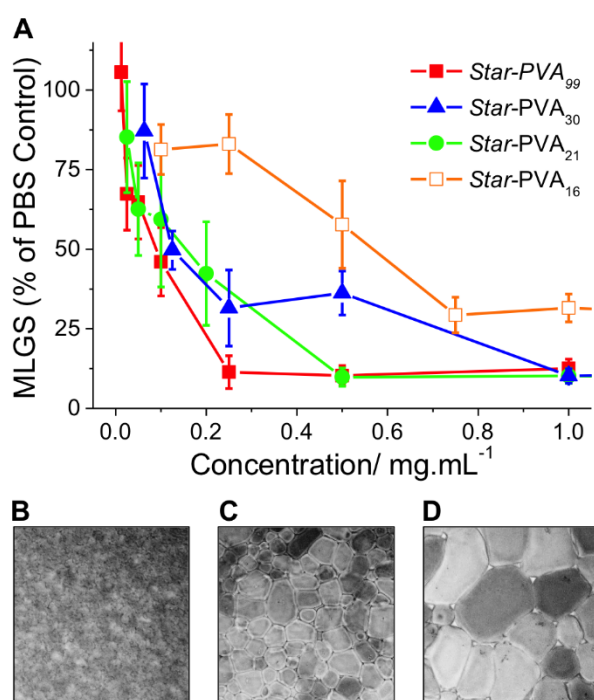 A
MLGS (% of PBS Control)
100
75
50
25
0
Star-PVA₉₉
Star-PVA₃₀
Star-PVA₂₁
Star-PVA₁₆
0.0 0.2 0.4 0.6 0.8 1.0
Concentration/ mg.mL⁻¹
B C D